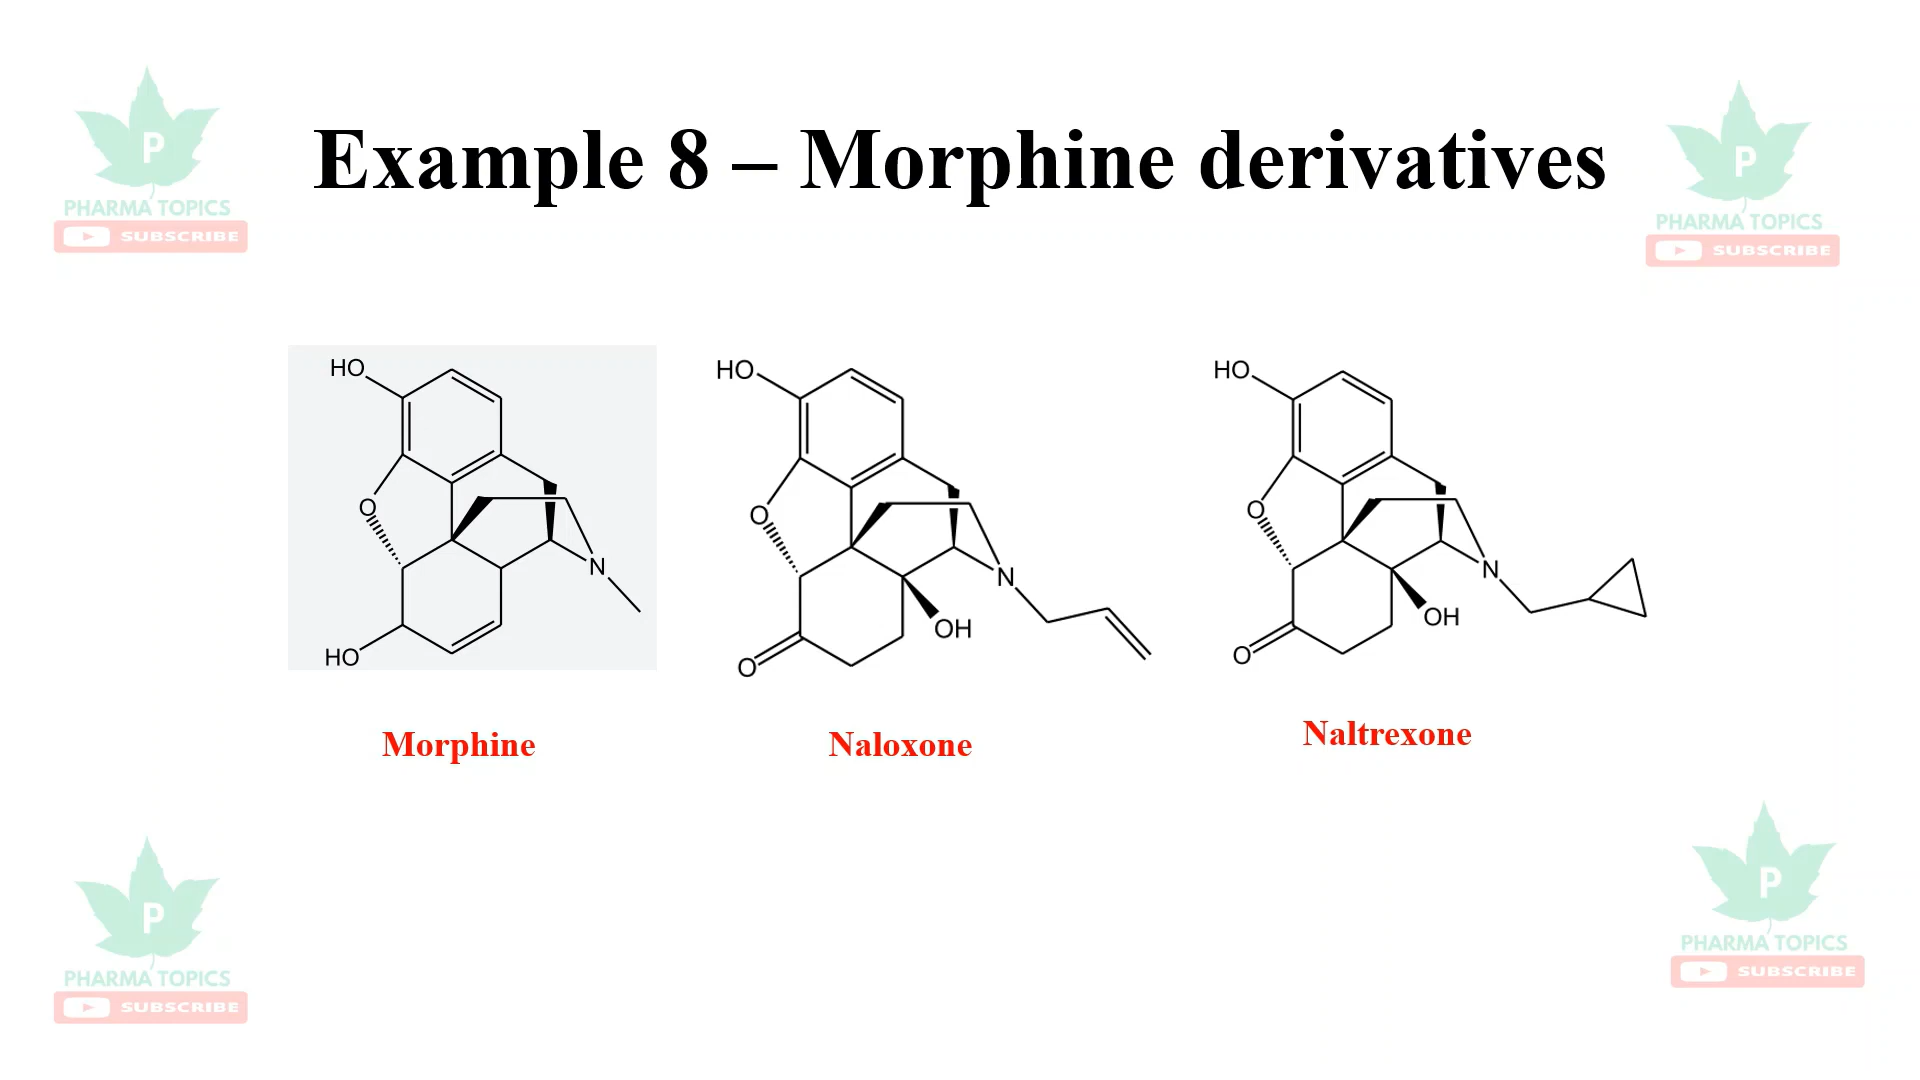 Example 8 – Morphine derivatives
P
PHARMA TOPICS
SUBSCRIBE
P
PHARMA TOPICS
SUBSCRIBE
HO
O
HO
N
HO
O
O
OH
N
HO
O
O
OH
N
Morphine
Naloxone
Naltrexone
P
PHARMA TOPICS
SUBSCRIBE
P
PHARMA TOPICS
SUBSCRIBE